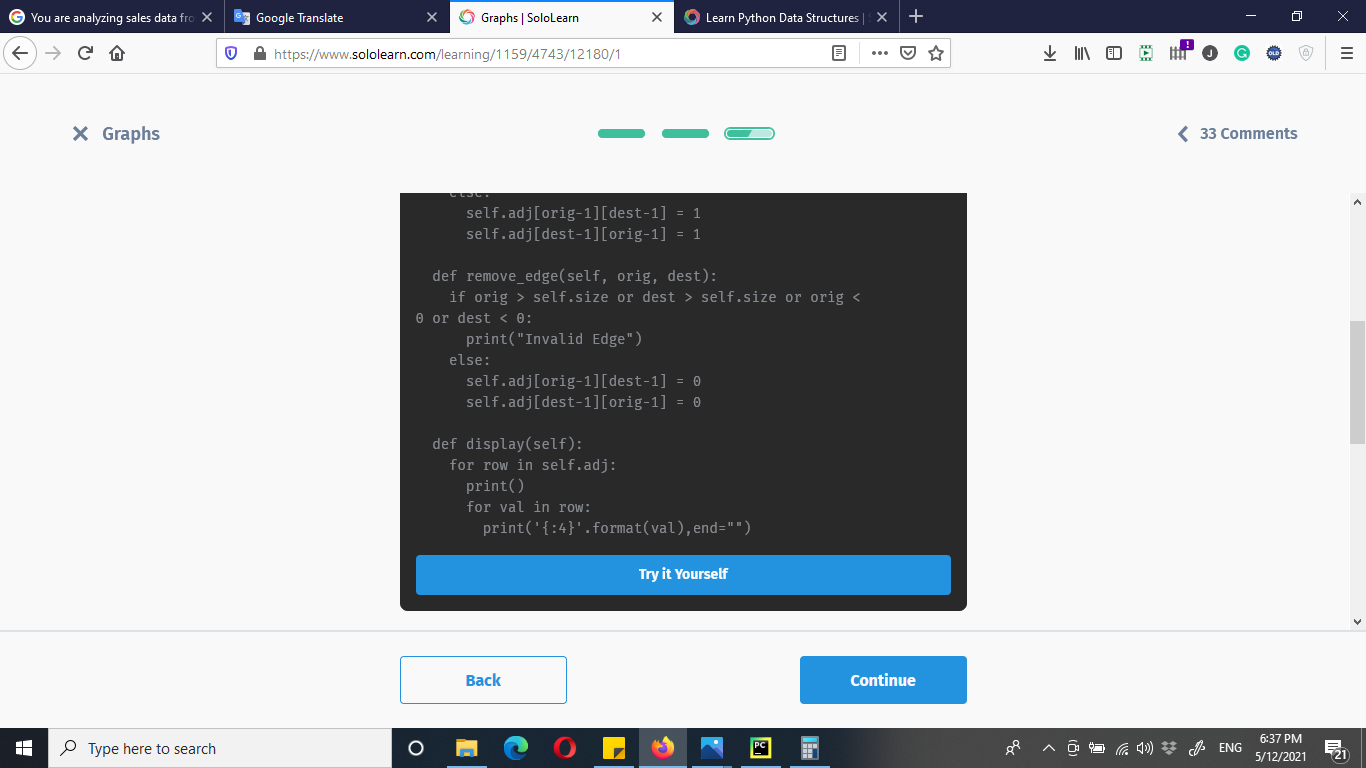 You are analyzing sales data fro
Google Translate
Graphs | SoloLearn
Learn Python Data Structures |
https://www.sololearn.com/learning/1159/4743/12180/1
Graphs
33 Comments
else:
self.adj[orig-1][dest-1] = 1
self.adj[dest-1][orig-1] = 1
def remove_edge(self, orig, dest):
if orig > self.size or dest > self.size or orig <
0 or dest < 0:
print("Invalid Edge")
else:
self.adj[orig-1][dest-1] = 0
self.adj[dest-1][orig-1] = 0
def display(self):
for row in self.adj:
print()
for val in row:
print('{:4}'.format(val),end="")
Try it Yourself
Back
Continue
Type here to search
PC
ENG
6:37 PM
5/12/2021
21